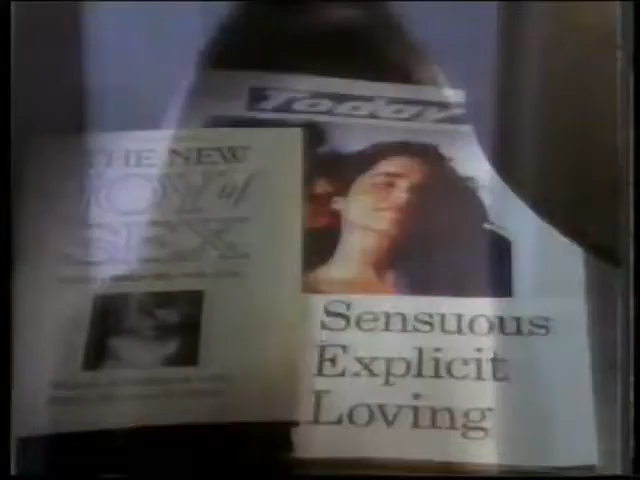 Today
THE NEW
JOY of
SEX
Sensuous
Explicit
Loving